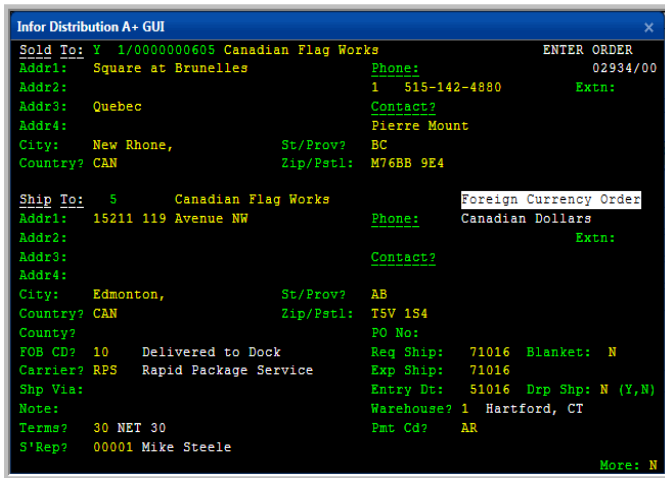 Infor Distribution A+ GUI ×
Sold To: Y 1/0000000605 Canadian Flag Works ENTER ORDER
Addr1: Square at Brunelles Phone: 02934/00
Addr2: 1 515-142-4880 Extn:
Addr3: Quebec Contact?
Addr4: Pierre Mount
City: New Rhone, St/Prov? BC
Country? CAN Zip/Pstl: M76BB 9E4
Ship To: 5 Canadian Flag Works Foreign Currency Order
Addr1: 15211 119 Avenue NW Phone: Canadian Dollars
Addr2: Extn:
Addr3: Contact?
Addr4:
City: Edmonton, St/Prov? AB
Country? CAN Zip/Pstl: T5V 1S4
County? PO No:
FOB CD? 10 Delivered to Dock Req Ship: 71016 Blanket: N
Carrier? RPS Rapid Package Service Exp Ship: 71016
Shp Via: Entry Dt: 51016 Drp Shp: N (Y,N)
Note: Warehouse? 1 Hartford, CT
Terms? 30 NET 30 Pmt Cd? AR
S'Rep? 00001 Mike Steele
More: N